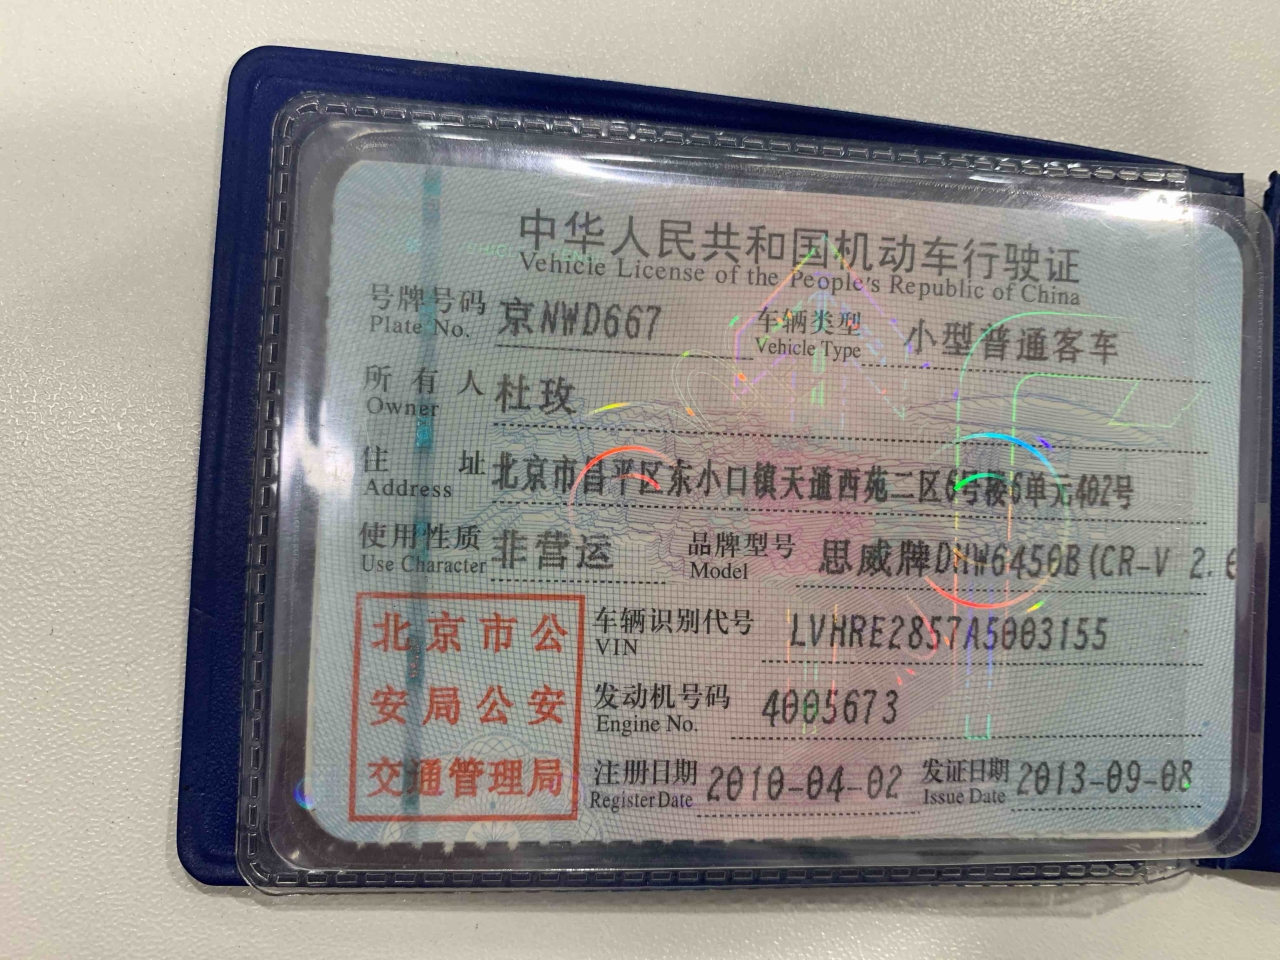 中华人民共和国机动车行驶证
Vehicle License of the People's Republic of China
号牌号码 京NWD667 车辆类型 小型普通客车
Plate No. Vehicle Type
所有人 杜玫
Owner
住址 北京市昌平区东小口镇天通西苑二区6号楼6单元402号
Address
使用性质 非营运 品牌型号 思威牌DHW6450B(CR-V 2.0
Use Character Model
北京市公
安局公安
交通管理局
车辆识别代号 LVHRE2857A5003155
VIN
发动机号码 4005673
Engine No.
注册日期 2010-04-02 发证日期 2013-09-08
Register Date Issue Date